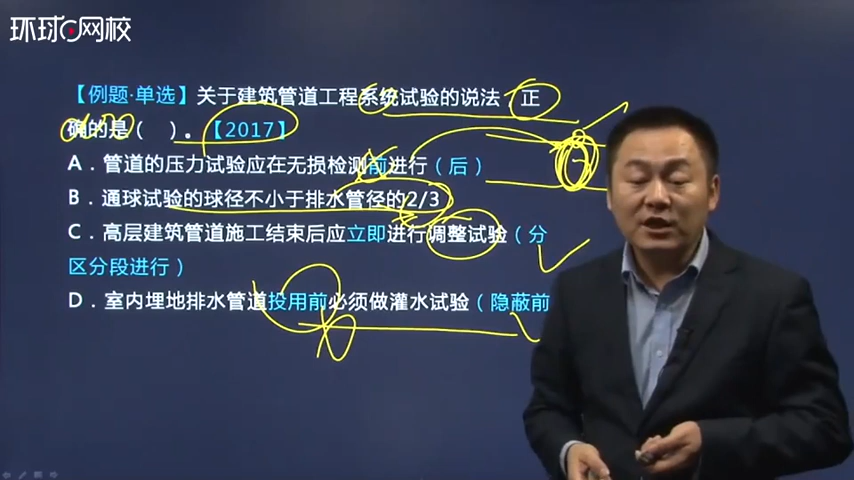 环球网校
【例题·单选】关于建筑管道工程系统试验的说法，正
确的是（　）。【2017】
A．管道的压力试验应在无损检测前进行（后）
B．通球试验的球径不小于排水管径的2/3
C．高层建筑管道施工结束后应立即进行调整试验（分
区分段进行）
D．室内埋地排水管道投用前必须做灌水试验（隐蔽前